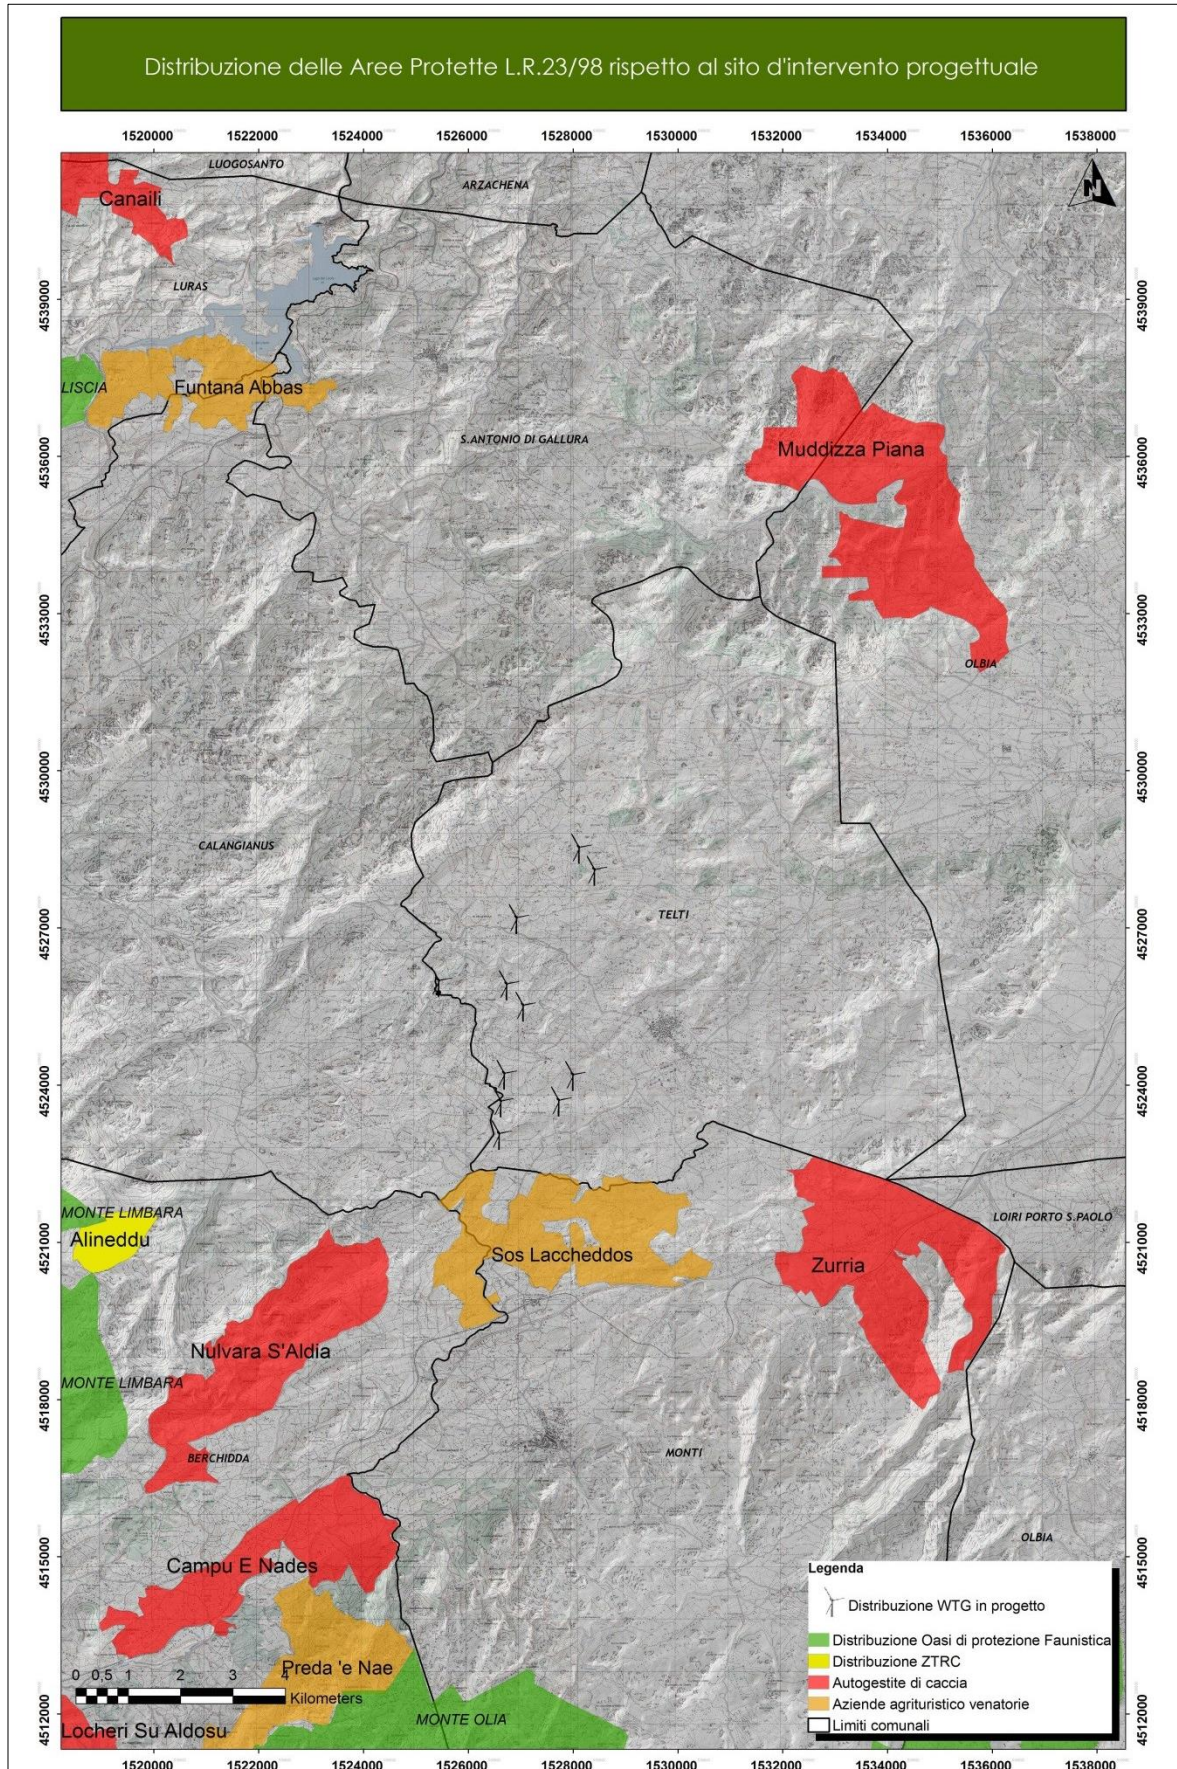 Distribuzione delle Aree Protette L.R.23/98 rispetto al sito d'intervento progettuale
1520000 1522000 1524000 1526000 1528000 1530000 1532000 1534000 1536000 1538000
LUOGOSANTO
ARZACHENA
N
Canaili
LURAS
4539000 4539000
LISCIA
Funtana Abbas
S.ANTONIO DI GALLURA
Muddizza Piana
4536000 4536000
4533000 4533000
OLBIA
4530000 4530000
CALANGIANUS
TELTI
4527000 4527000
4524000 4524000
MONTE LIMBARA
Alineddu
LOIRI PORTO S.PAOLO
4521000 4521000
Sos Laccheddos
Zurria
Nulvara S'Aldia
MONTE LIMBARA
4518000 4518000
BERCHIDDA
MONTI
OLBIA
4515000 4515000
Campu E Nades
Legenda
Distribuzione WTG in progetto
Distribuzione Oasi di protezione Faunistica
Distribuzione ZTRC
Autogestite di caccia
Aziende agrituristico venatorie
Limiti comunali
Preda 'e Nae
0 0,5 1 2 3 4
Kilometers
MONTE OLIA
Locheri Su Aldosu
4512000 4512000
1520000 1522000 1524000 1526000 1528000 1530000 1532000 1534000 1536000 1538000